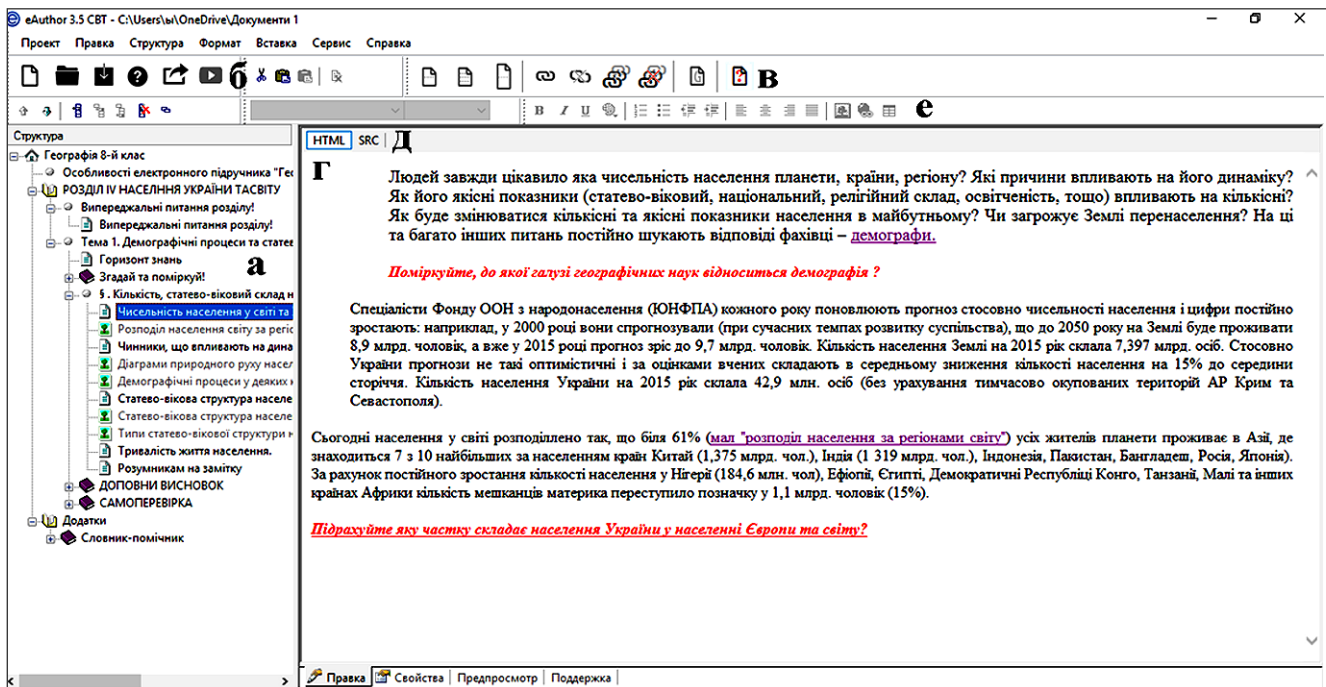 eAuthor 3.5 CBT - C:\Users\ы\OneDrive\Документи 1
Проект Правка Структура Формат Вставка Сервис Справка
б
в
е
Структура
Географія 8-й клас
Особливості електронного підручника "Гео
РОЗДІЛ IV НАСЕЛННЯ УКРАЇНИ ТАСВІТУ
Випереджальні питання розділу!
Випереджальні питання розділу!
Тема 1. Демографічні процеси та статев
Горизонт знань
а
Згадай та поміркуй!
§ . Кількість, статево-віковий склад н
Чисельність населення у світі та
Розподіл населення світу за регіс
Чинники, що впливають на дина
Діаграми природного руху насел
Демографічні процеси у деяких к
Статево-вікова структура населе
Статево-вікова структура населе
Типи статево-вікової структури н
Тривалість життя населення.
Розумникам на замітку
ДОПОВНИ ВИСНОВОК
САМОПЕРЕВІРКА
Додатки
Словник-помічник
HTML SRC д
г
Людей завжди цікавило яка чисельність населення планети, країни, регіону? Які причини впливають на його динаміку?
Як його якісні показники (статево-віковий, національний, релігійний склад, освітченість, тощо) впливають на кількісні?
Як буде змінюватися кількісні та якісні показники населення в майбутньому? Чи загрожує Землі перенаселення? На ці
та багато інших питань постійно шукають відповіді фахівці – демографи.
Поміркуйте, до якої галузі географічних наук відноситься демографія ?
Спеціалісти Фонду ООН з народонаселення (ЮНФПА) кожного року поновлюють прогноз стосовно чисельності населення і цифри постійно
зростають: наприклад, у 2000 році вони спрогнозували (при сучасних темпах розвитку суспільства), що до 2050 року на Землі буде проживати
8,9 млрд. чоловік, а вже у 2015 році прогноз зріс до 9,7 млрд. чоловік. Кількість населення Землі на 2015 рік склала 7,397 млрд. осіб. Стосовно
України прогнози не такі оптимістичні і за оцінками вчених складають в середньому зниження кількості населення на 15% до середини
сторіччя. Кількість населення України на 2015 рік склала 42,9 млн. осіб (без урахування тимчасово окупованих територій АР Крим та
Севастополя).
Сьогодні населення у світі розподіллено так, що біля 61% (мал "розподіл населення за регіонами світу") усіх жителів планети проживає в Азії, де
знаходиться 7 з 10 найбільших за населенням країн Китай (1,375 млрд. чол.), Індія (1 319 млрд. чол.), Індонезія, Пакистан, Бангладеш, Росія, Японія).
За рахунок постійного зростання кількості населення у Нігерії (184,6 млн. чол), Ефіопії, Єгипті, Демократичні Республіці Конго, Танзанії, Малі та інших
країнах Африки кількість мешканців материка переступило позначку у 1,1 млрд. чоловік (15%).
Підрахуйте яку частку складає населення України у населенні Європи та світу?
Правка Свойства Предпросмотр Поддержка